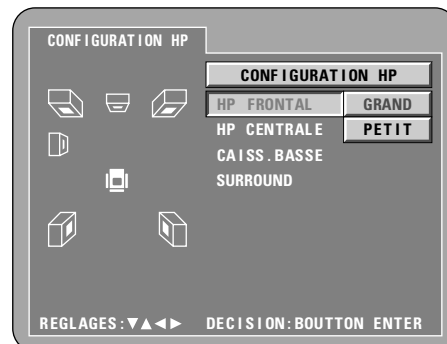 CONFIGURATION HP
CONFIGURATION HP
HP FRONTAL GRAND
HP CENTRALE PETIT
CAISS.BASSE
SURROUND
REGLAGES:▼▲◄► DECISION:BOUTTON ENTER